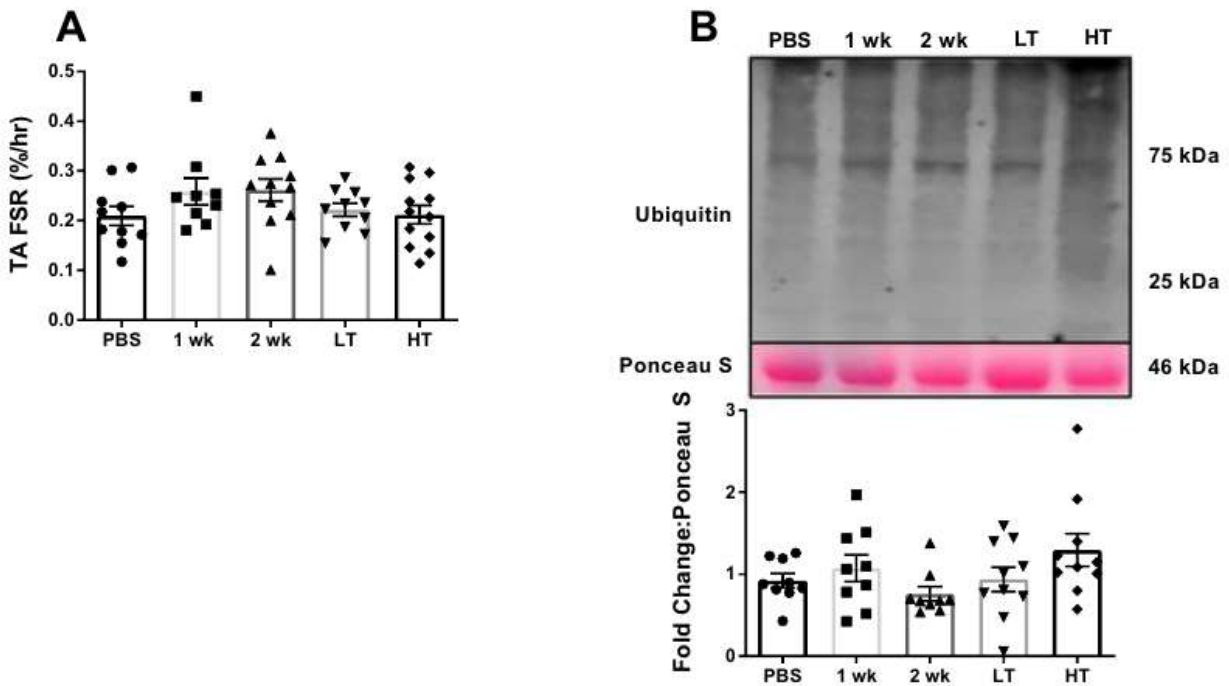 A
TA FSR (%/hr)
0.5
0.4
0.3
0.2
0.1
0.0
PBS 1 wk 2 wk LT HT
B
PBS 1 wk 2 wk LT HT
Ubiquitin
75 kDa
25 kDa
Ponceau S
46 kDa
Fold Change:Ponceau S
3
2
1
0
PBS 1 wk 2 wk LT HT